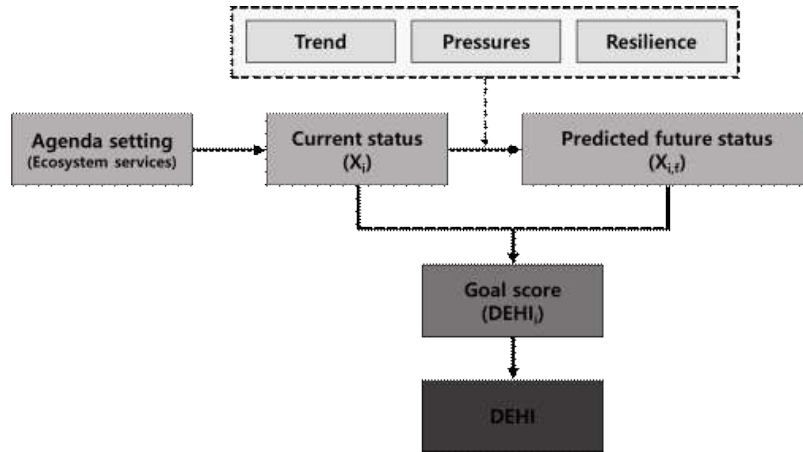 Trend
Pressures
Resilience
Agenda setting
(Ecosystem services)
Current status
(Xᵢ)
Predicted future status
(Xᵢ,f)
Goal score
(DEHIᵢ)
DEHI